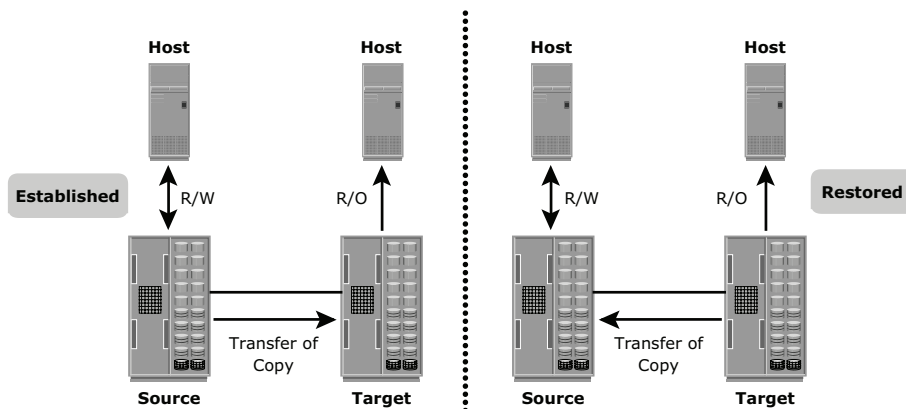 Host
Host
Established
R/W
R/O
Transfer of
Copy
Source
Target
Host
Host
R/W
R/O
Restored
Transfer of
Copy
Source
Target